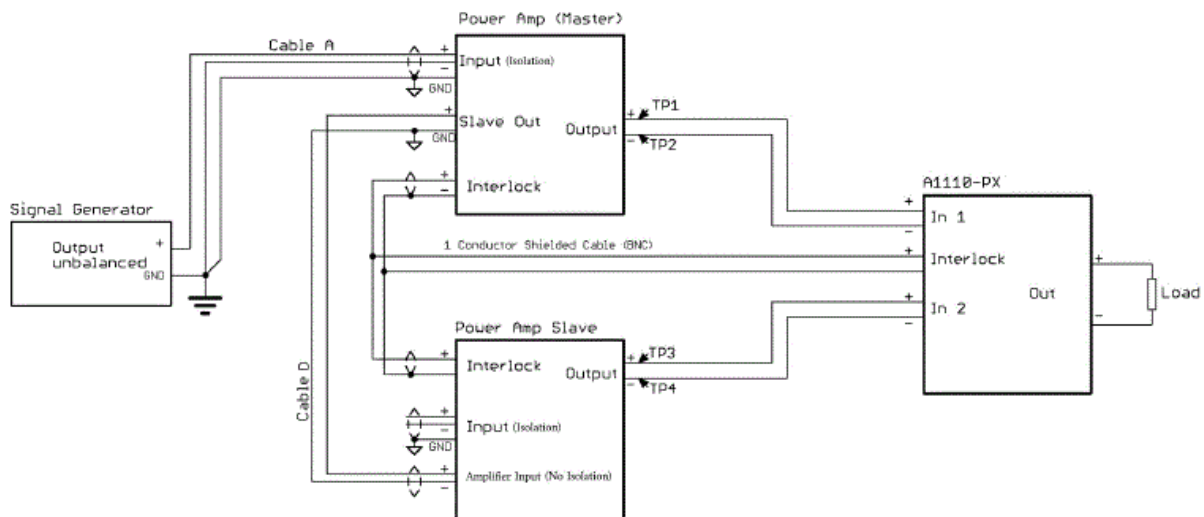 Power Amp (Master)
Cable A
+
Input (Isolation)
-
GND
+
Slave Out
GND
Output
+
-
TP1
TP2
+
Interlock
-
A1110-PX
+
In 1
-
+
Interlock
+
In 2
-
Out
+
-
Load
Signal Generator
Output
unbalanced
+
GND
1 Conductor Shielded Cable (BNC)
Power Amp Slave
+
Interlock
-
Output
+
-
TP3
TP4
Cable D
+
Input (Isolation)
-
GND
+
Amplifier Input (No Isolation)
-